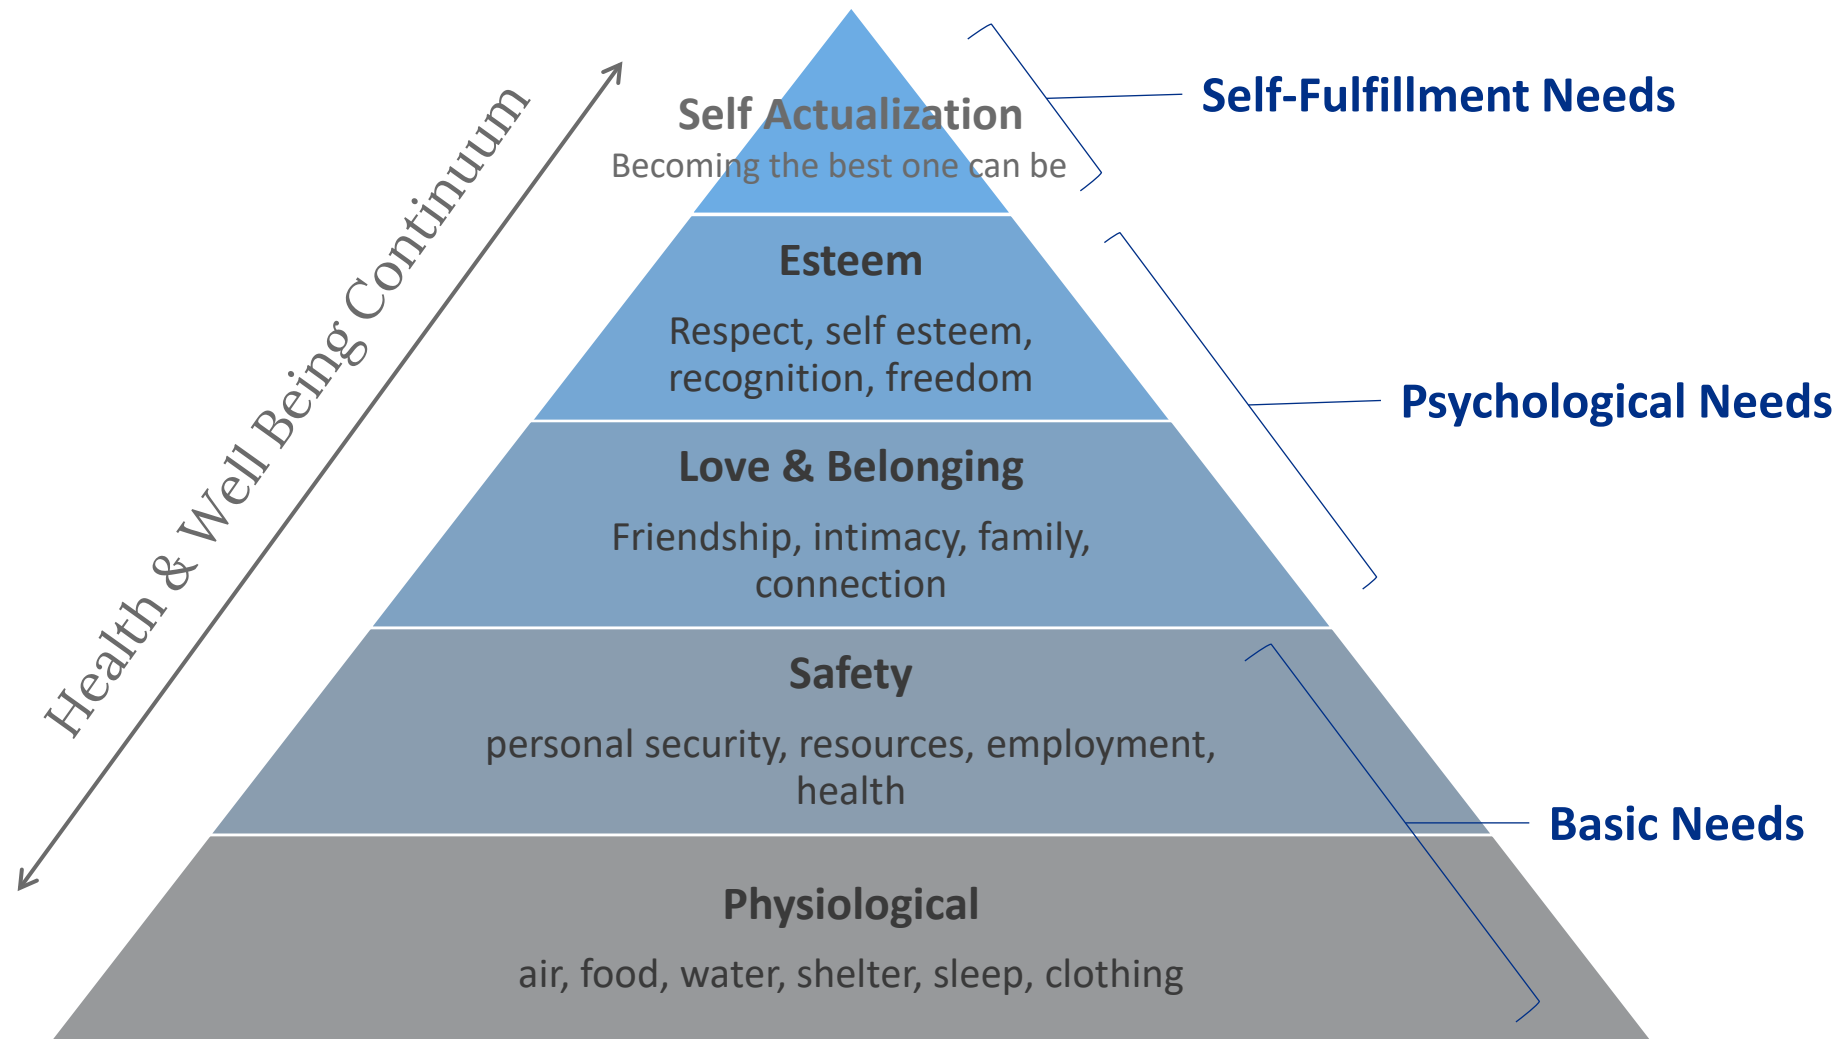 Health & Well Being Continuum
Self Actualization
Becoming the best one can be
Self-Fulfillment Needs
Esteem
Respect, self esteem,
recognition, freedom
Psychological Needs
Love & Belonging
Friendship, intimacy, family,
connection
Safety
personal security, resources, employment,
health
Basic Needs
Physiological
air, food, water, shelter, sleep, clothing